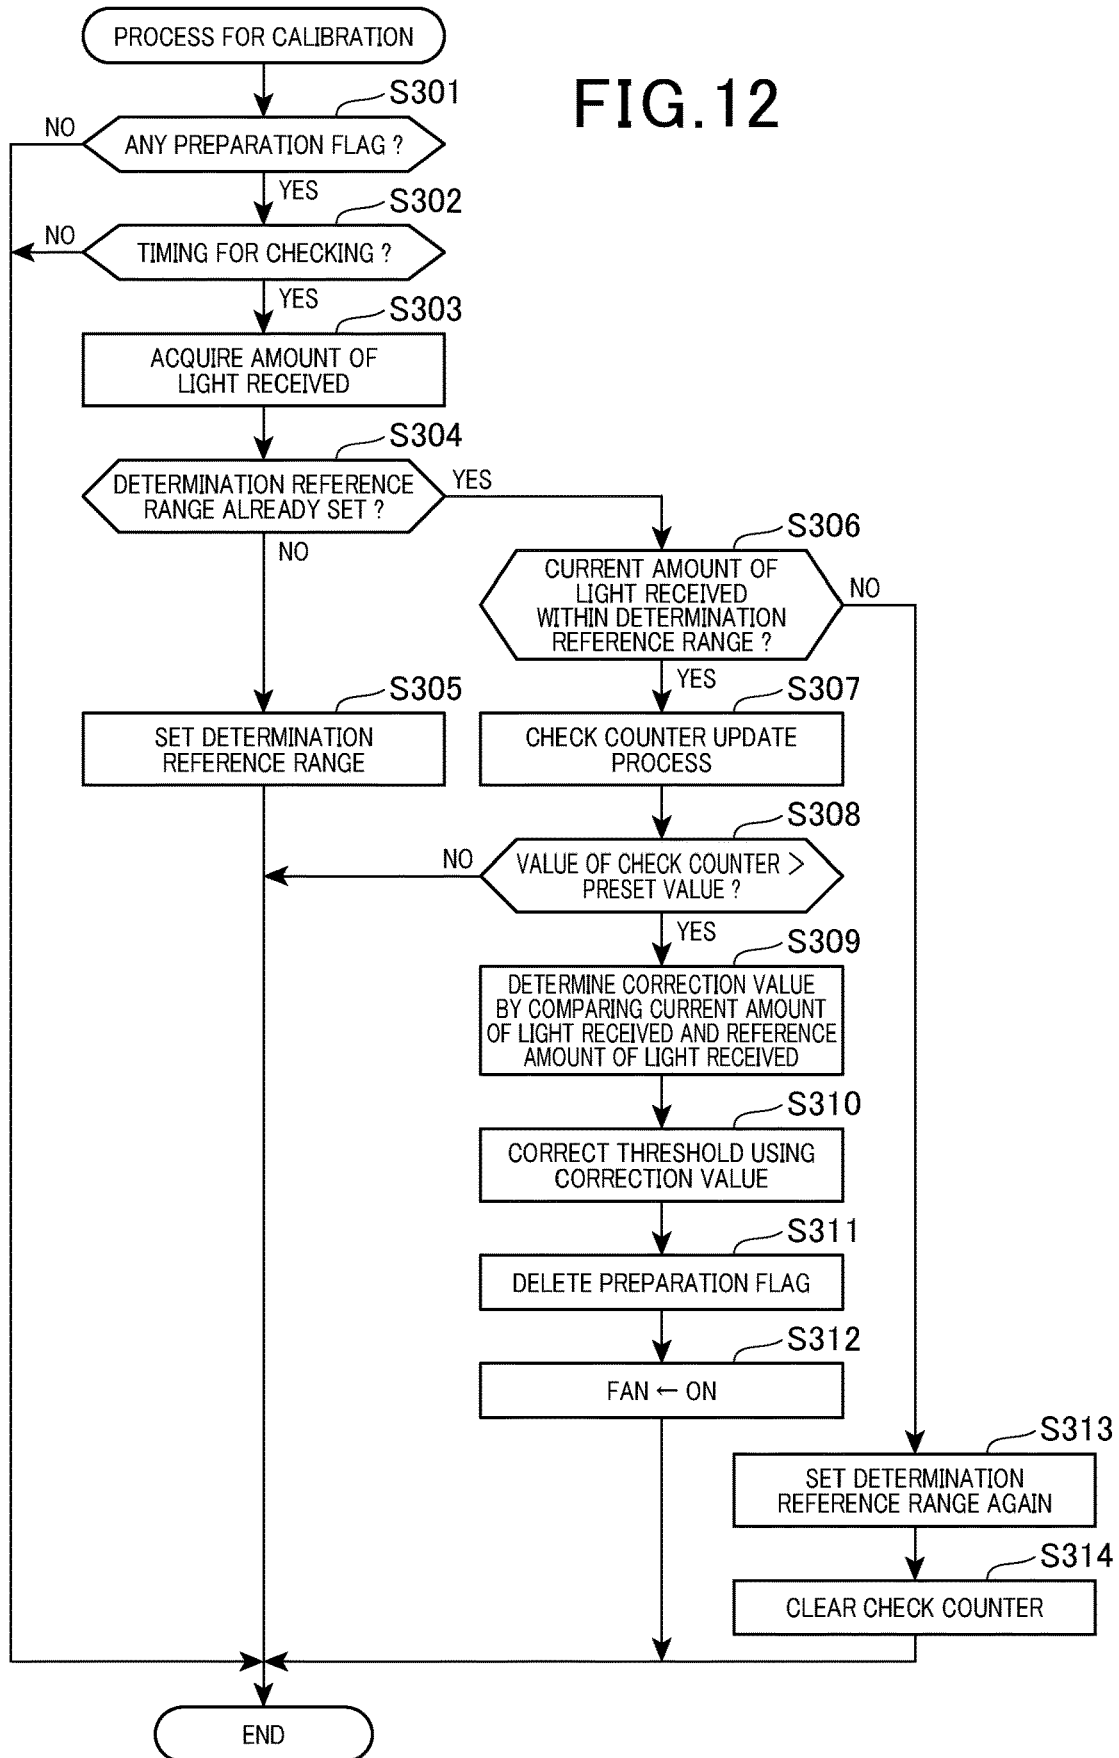 PROCESS FOR CALIBRATION
FIG.12
S301
NO
ANY PREPARATION FLAG ?
YES
S302
NO
TIMING FOR CHECKING ?
YES
S303
ACQUIRE AMOUNT OF
LIGHT RECEIVED
S304
DETERMINATION REFERENCE
RANGE ALREADY SET ?
YES
NO
S306
CURRENT AMOUNT OF
LIGHT RECEIVED
WITHIN DETERMINATION
REFERENCE RANGE ?
NO
YES
S305
SET DETERMINATION
REFERENCE RANGE
S307
CHECK COUNTER UPDATE
PROCESS
S308
NO
VALUE OF CHECK COUNTER >
PRESET VALUE ?
YES
S309
DETERMINE CORRECTION VALUE
BY COMPARING CURRENT AMOUNT
OF LIGHT RECEIVED AND REFERENCE
AMOUNT OF LIGHT RECEIVED
S310
CORRECT THRESHOLD USING
CORRECTION VALUE
S311
DELETE PREPARATION FLAG
S312
FAN ← ON
S313
SET DETERMINATION
REFERENCE RANGE AGAIN
S314
CLEAR CHECK COUNTER
END